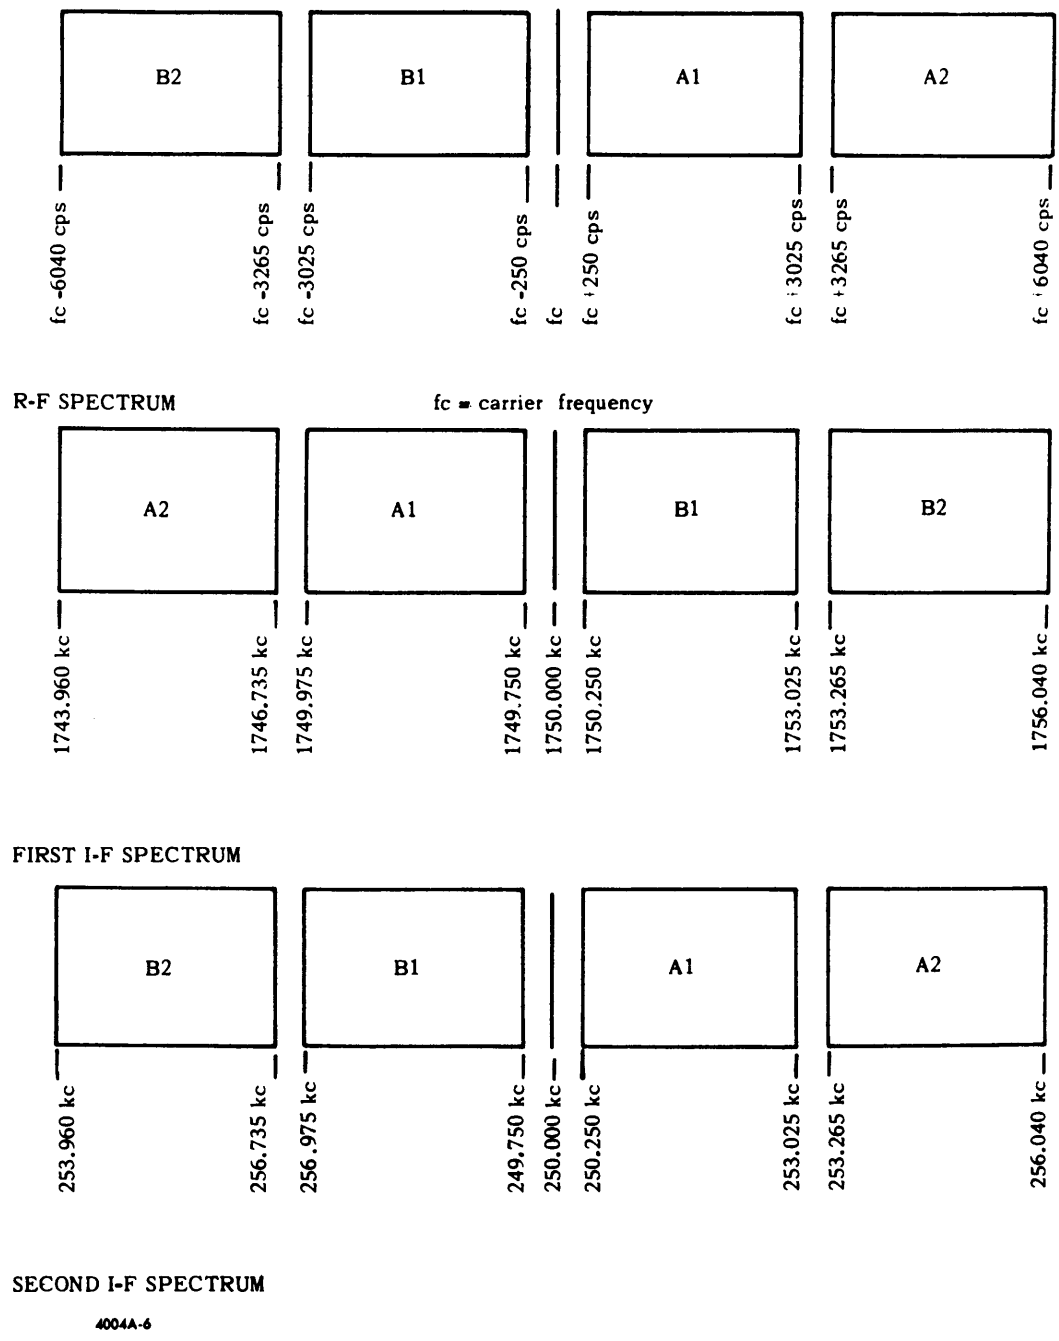 B2 B1 A1 A2
fc -6040 cps
fc -3265 cps
fc -3025 cps
fc -250 cps
fc
fc +250 cps
fc +3025 cps
fc +3265 cps
fc +6040 cps
R-F SPECTRUM fc = carrier frequency
A2 A1 B1 B2
1743.960 kc
1746.735 kc
1749.975 kc
1749.750 kc
1750.000 kc
1750.250 kc
1753.025 kc
1753.265 kc
1756.040 kc
FIRST I-F SPECTRUM
B2 B1 A1 A2
253.960 kc
256.735 kc
256.975 kc
249.750 kc
250.000 kc
250.250 kc
253.025 kc
253.265 kc
256.040 kc
SECOND I-F SPECTRUM
4004A-6